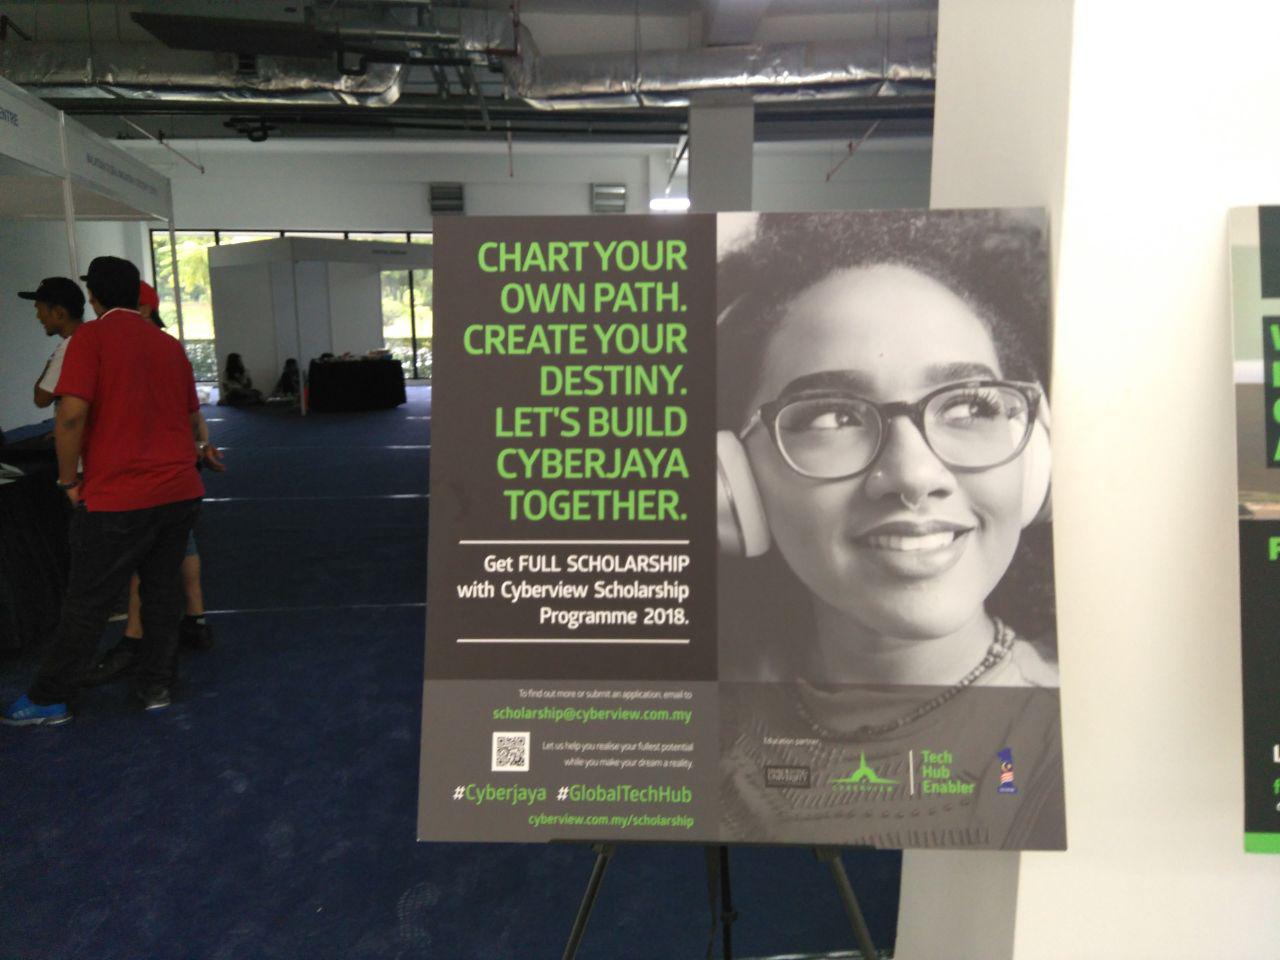 CHART YOUR
OWN PATH.
CREATE YOUR
DESTINY.
LET'S BUILD
CYBERJAYA
TOGETHER.
Get FULL SCHOLARSHIP
with Cyberview Scholarship
Programme 2018.
To find out more or submit an application, email to
scholarship@cyberview.com.my
Let us help you realise your fullest potential
while you make your dream a reality.
#Cyberjaya #GlobalTechHub
cyberview.com.my/scholarship
Education partner:
UNIVERSITY
CYBERVIEW
Tech
Hub
Enabler